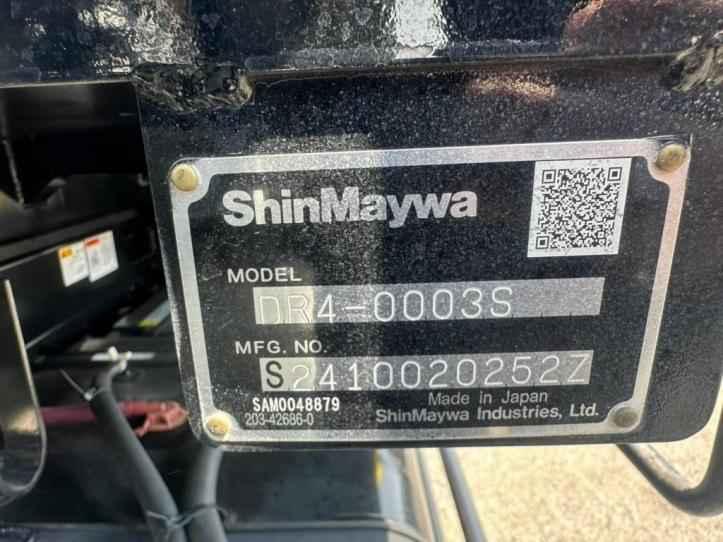 ShinMaywa
MODEL
DR4-0003S
MFG. NO.
S2410020252Z
SAM0048879
203-42686-0
Made in Japan
ShinMaywa Industries, Ltd.